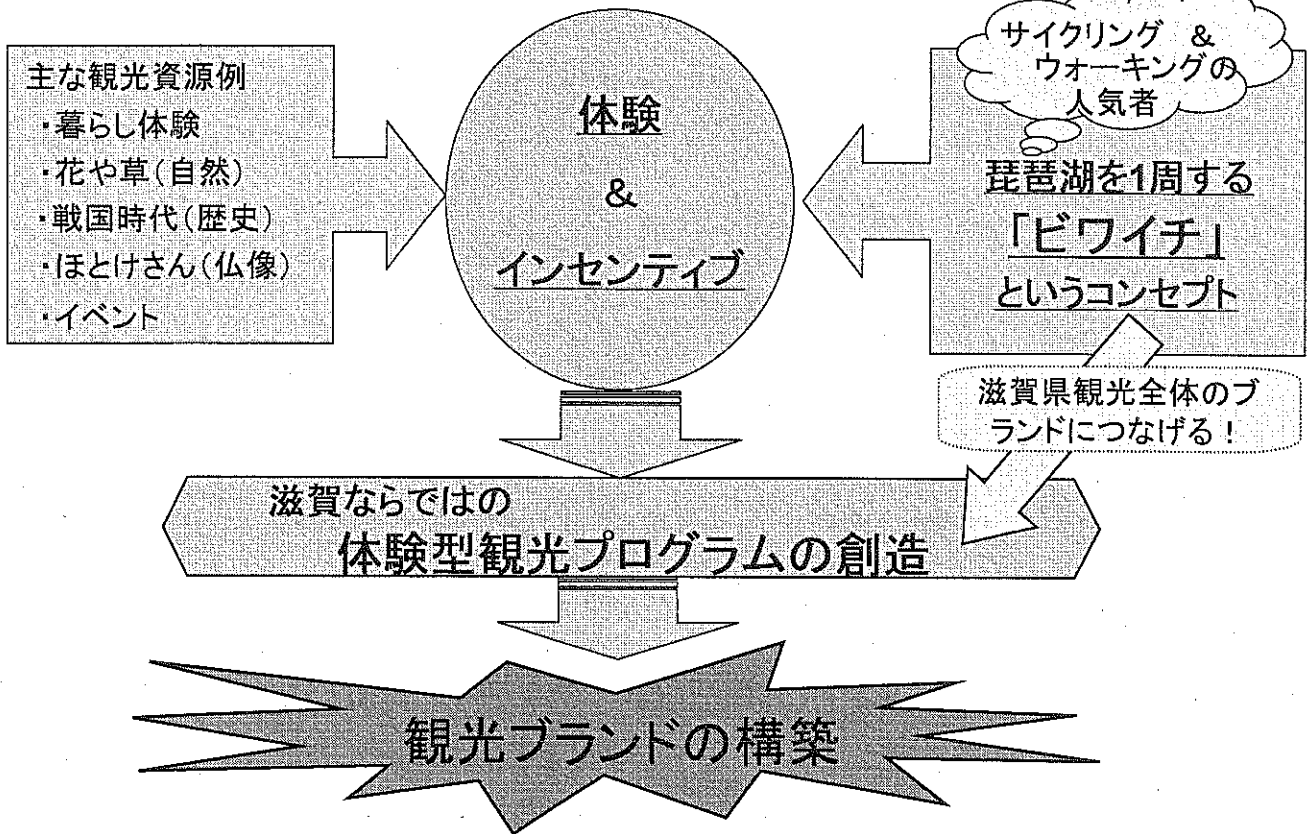 主な観光資源例
・暮らし体験
・花や草(自然)
・戦国時代(歴史)
・ほとけさん(仏像)
・イベント
体験
&
インセンティブ
サイクリング &
ウォーキングの
人気者
琵琶湖を1周する
「ビワイチ」
というコンセプト
滋賀県観光全体のブ
ランドにつなげる!
滋賀ならではの
体験型観光プログラムの創造
観光ブランドの構築